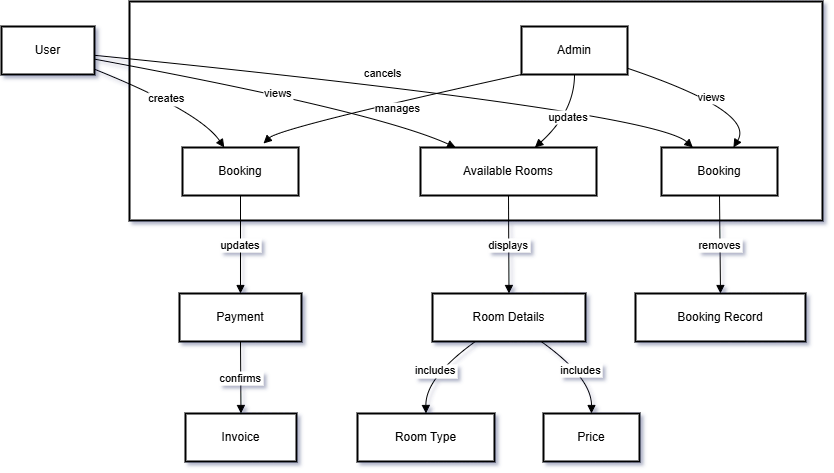 User
Admin
cancels
creates
views
manages
updates
views
Booking
Available Rooms
Booking
updates
displays
removes
Payment
Room Details
Booking Record
confirms
includes
includes
Invoice
Room Type
Price